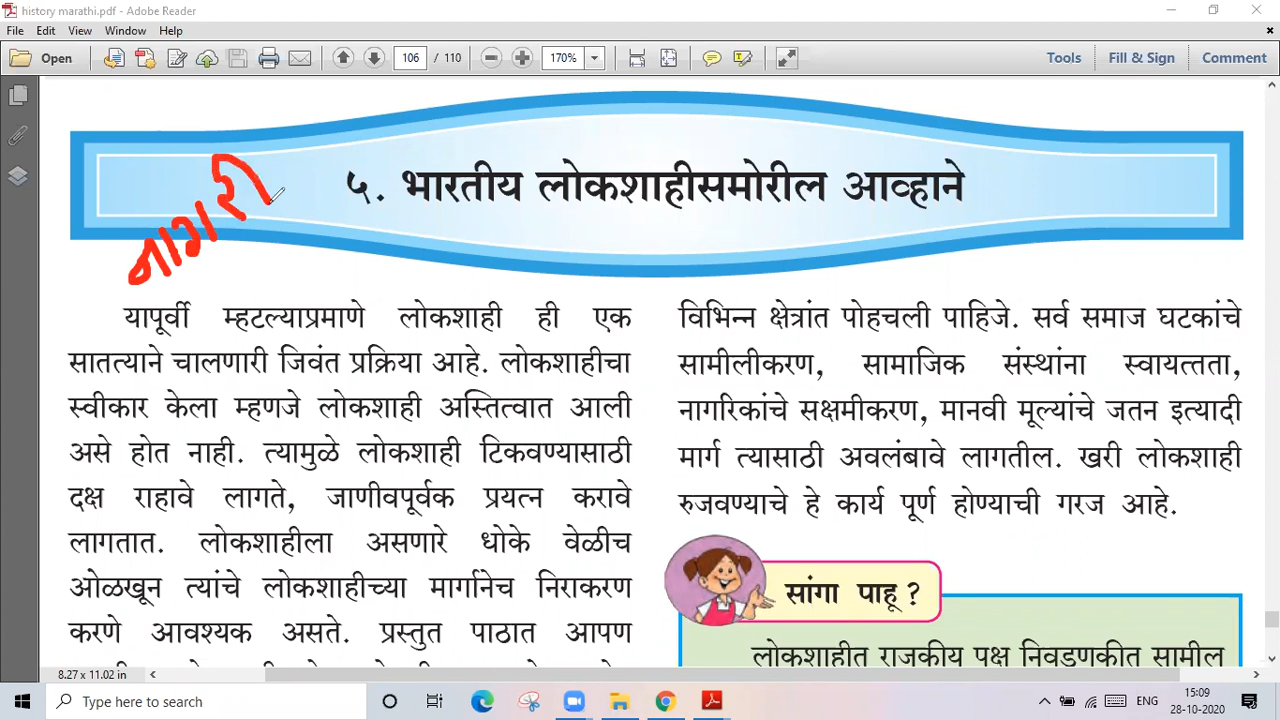 history marathi.pdf - Adobe Reader
File Edit View Window Help
Open 106 / 110 170% Tools Fill & Sign Comment
५. भारतीय लोकशाहीसमोरील आव्हाने
नागरी
यापूर्वी म्हटल्याप्रमाणे लोकशाही ही एक
सातत्याने चालणारी जिवंत प्रक्रिया आहे. लोकशाहीचा
स्वीकार केला म्हणजे लोकशाही अस्तित्वात आली
असे होत नाही. त्यामुळे लोकशाही टिकवण्यासाठी
दक्ष राहावे लागते, जाणीवपूर्वक प्रयत्न करावे
लागतात. लोकशाहीला असणारे धोके वेळीच
ओळखून त्यांचे लोकशाहीच्या मार्गानेच निराकरण
करणे आवश्यक असते. प्रस्तुत पाठात आपण
विभिन्न क्षेत्रांत पोहचली पाहिजे. सर्व समाज घटकांचे
सामीलीकरण, सामाजिक संस्थांना स्वायत्तता,
नागरिकांचे सक्षमीकरण, मानवी मूल्यांचे जतन इत्यादी
मार्ग त्यासाठी अवलंबावे लागतील. खरी लोकशाही
रुजवण्याचे हे कार्य पूर्ण होण्याची गरज आहे.
सांगा पाहू ?
लोकशाहीत राजकीय पक्ष निवडणकीत सामील
8.27 x 11.02 in
Type here to search
ENG
15:09
28-10-2020